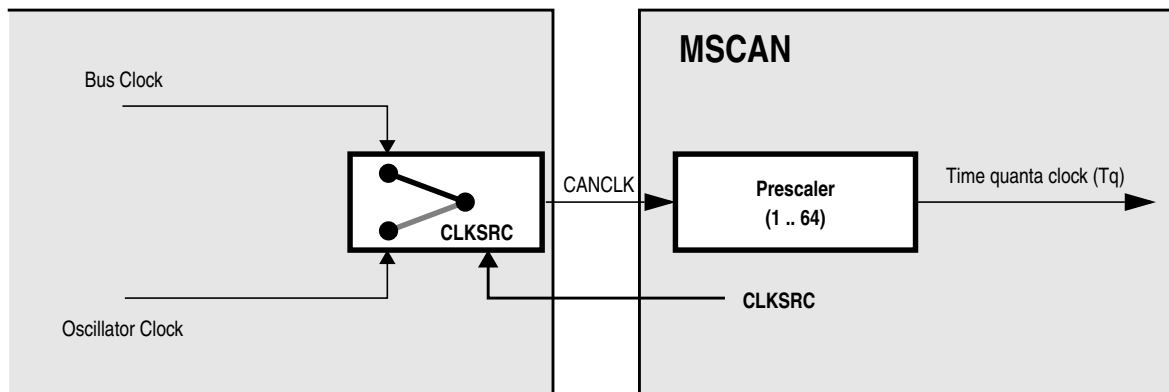 MSCAN
Bus Clock
CANCLK
Prescaler
(1 .. 64)
Time quanta clock (Tq)
CLKSRC
CLKSRC
Oscillator Clock